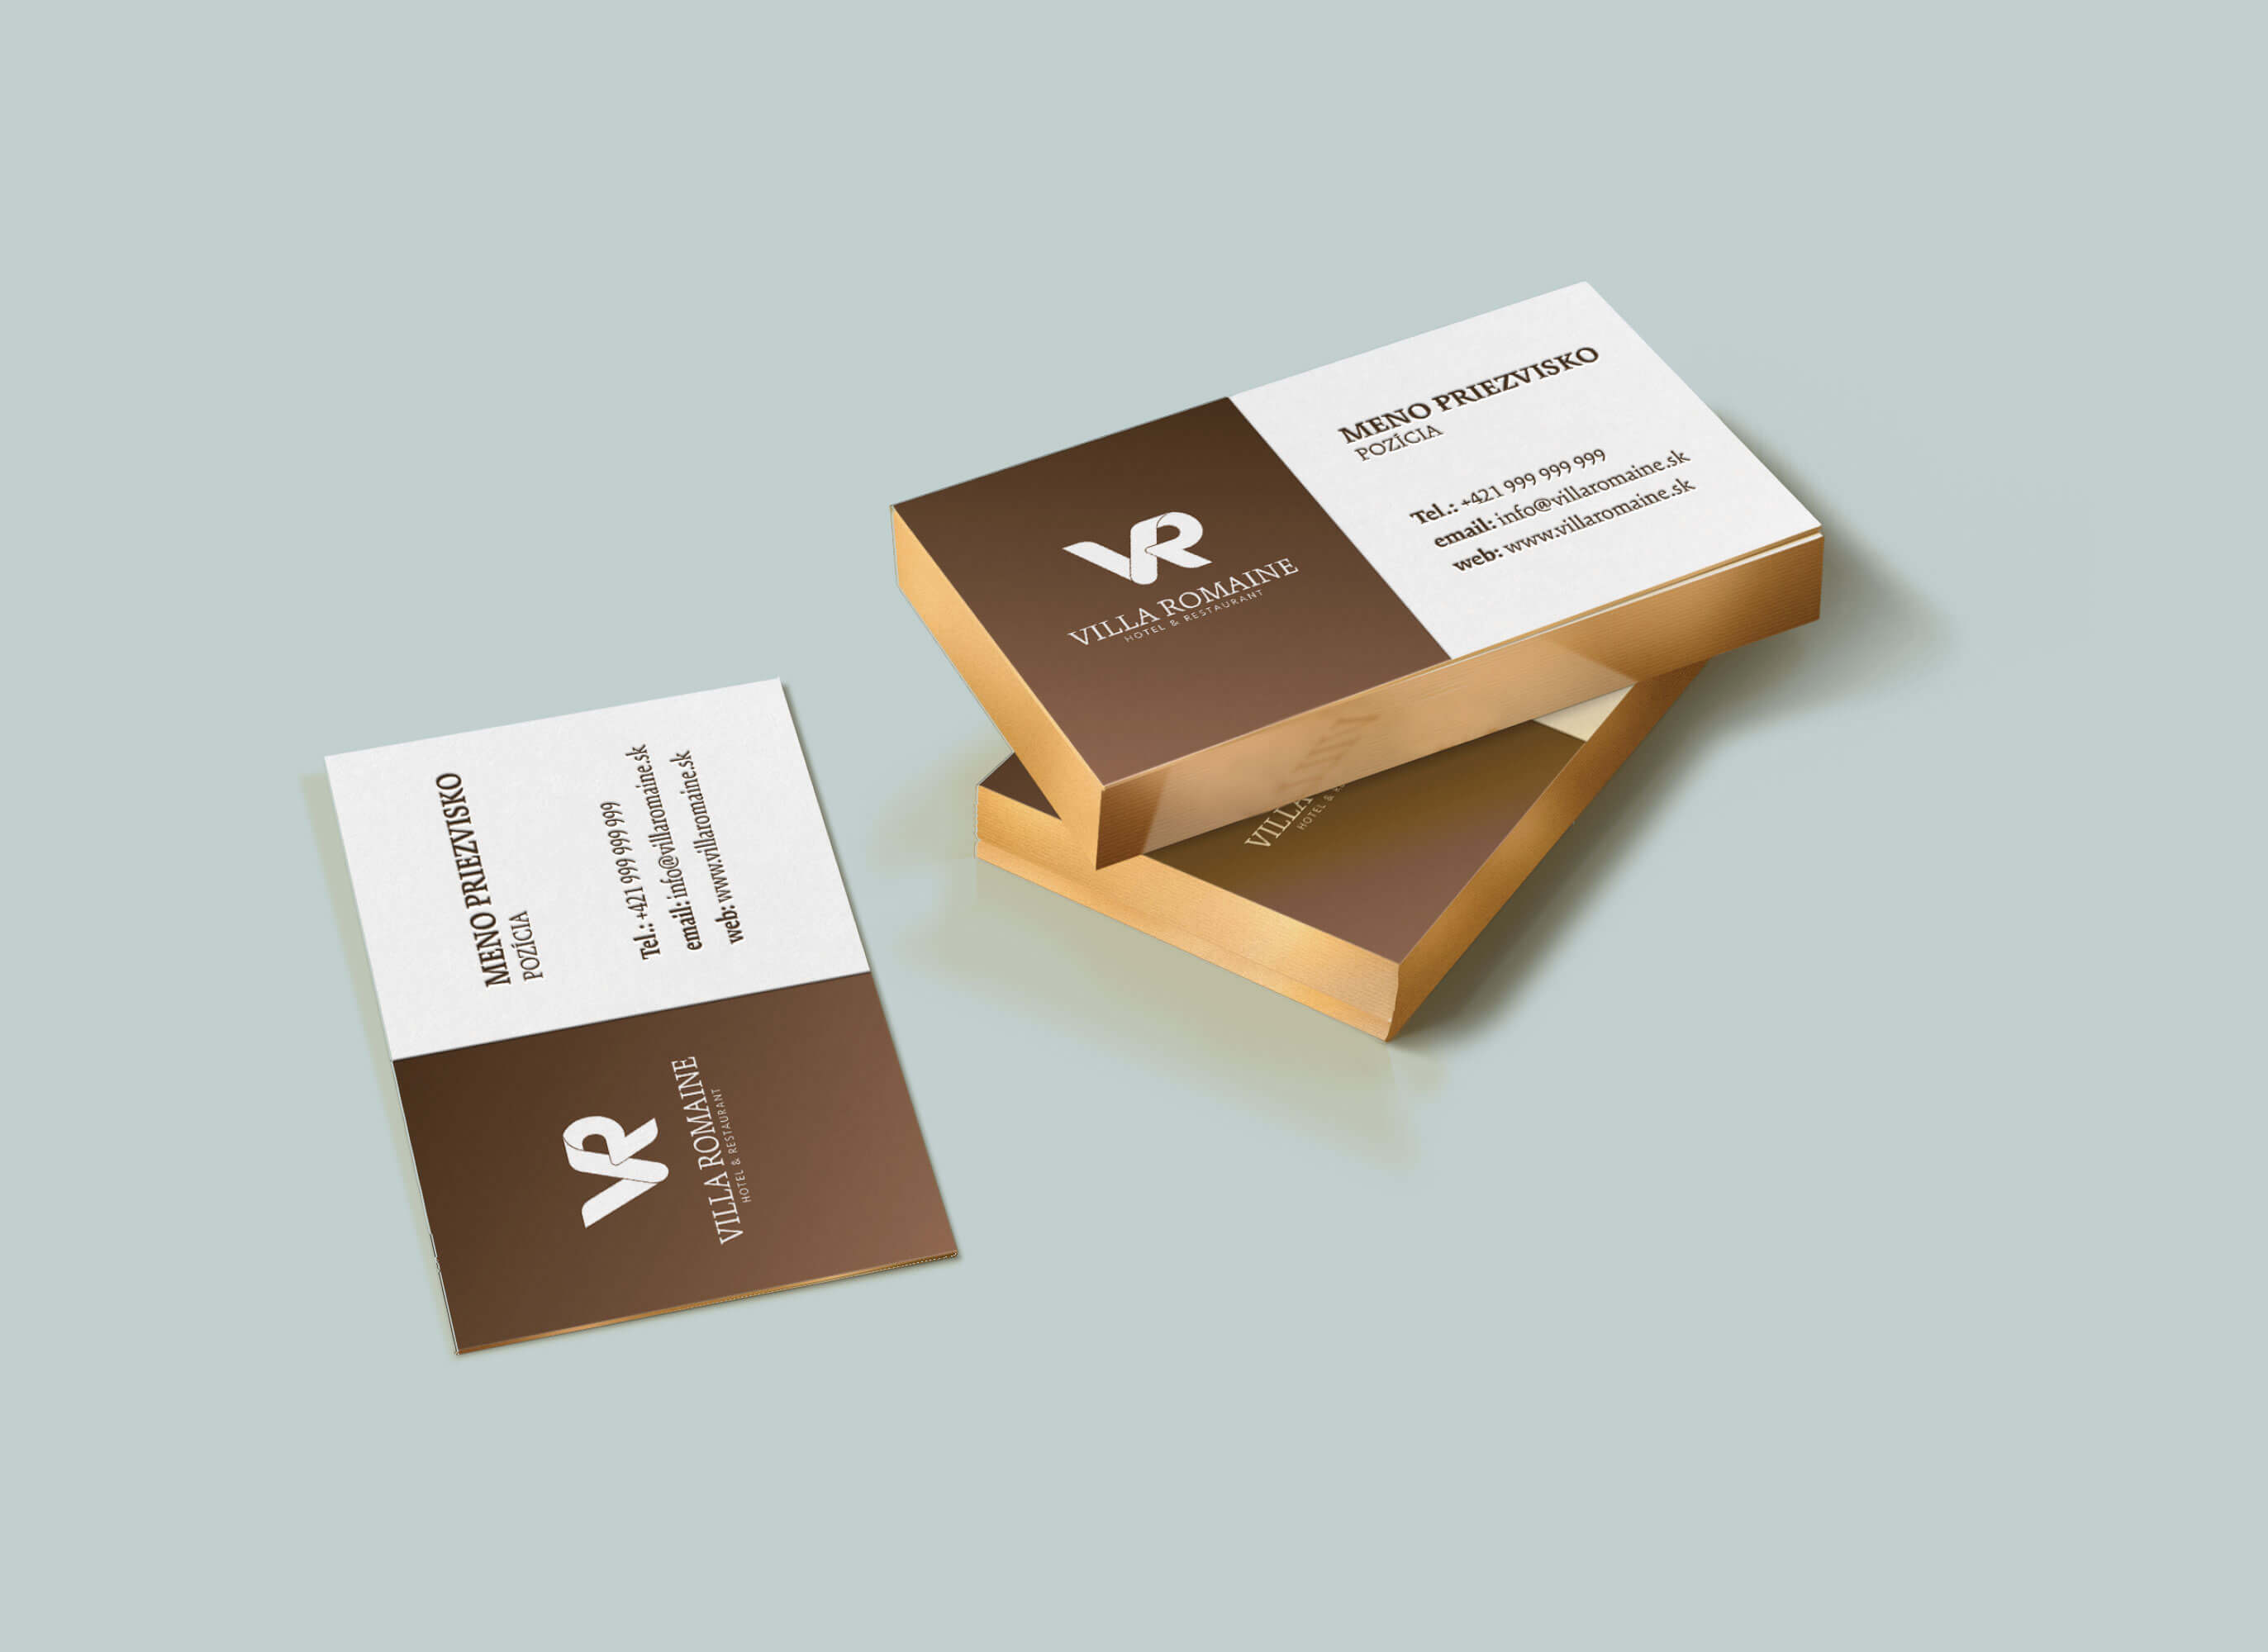 VR
VILLA ROMAINE
HOTEL & RESTAURANT
MENO PRIEZVISKO
POZÍCIA
Tel.: +421 999 999 999
email: info@villaromaine.sk
web: www.villaromaine.sk
VILLA
HOTEL &
MENO PRIEZVISKO
POZÍCIA
Tel.: +421 999 999 999
email: info@villaromaine.sk
web: www.villaromaine.sk
VR
VILLA ROMAINE
HOTEL & RESTAURANT